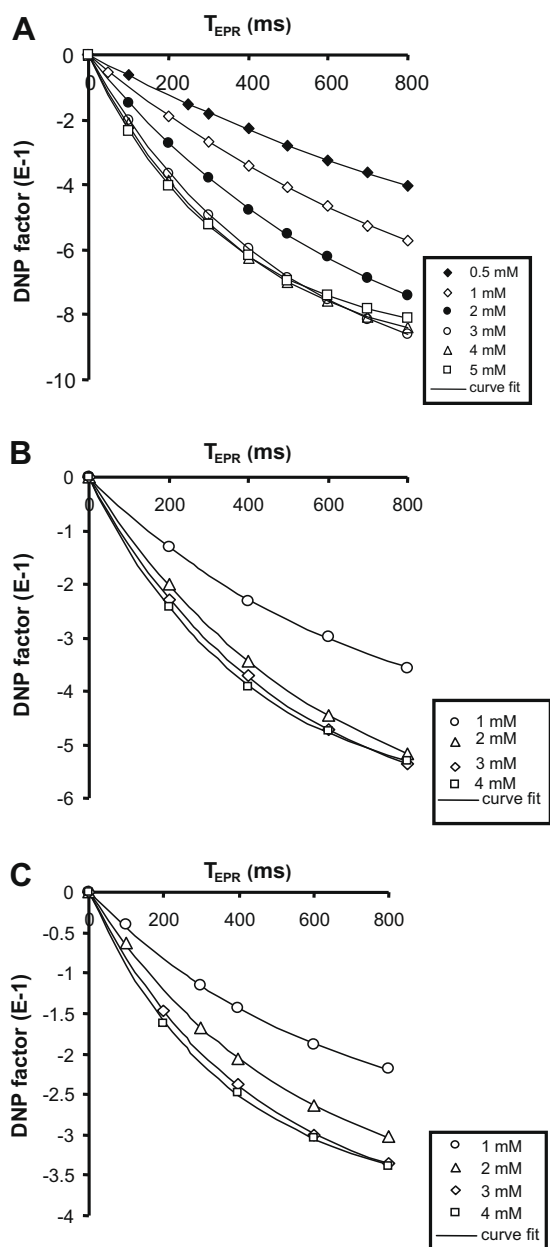 A
T_EPR (ms)
0
0 200 400 600 800
-2
-4
-6
-8
-10
DNP factor (E-1)
0.5 mM
1 mM
2 mM
3 mM
4 mM
5 mM
curve fit
B
T_EPR (ms)
0
0 200 400 600 800
-1
-2
-3
-4
-5
-6
DNP factor (E-1)
1 mM
2 mM
3 mM
4 mM
curve fit
C
T_EPR (ms)
0
0 200 400 600 800
-0.5
-1
-1.5
-2
-2.5
-3
-3.5
-4
DNP factor (E-1)
1 mM
2 mM
3 mM
4 mM
curve fit